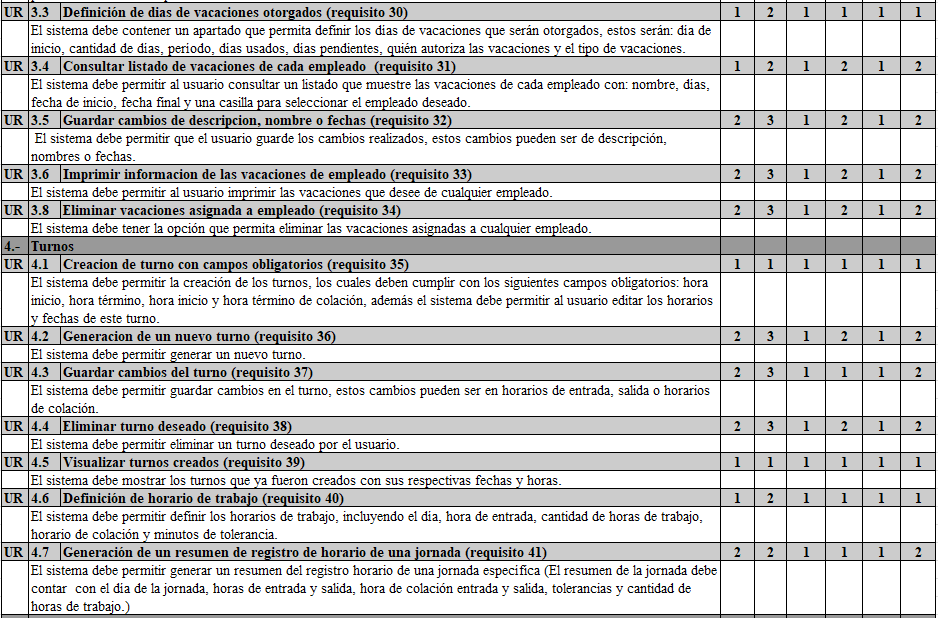 UR 3.3 Definición de dias de vacaciones otorgados (requisito 30) 1 2 1 1 1 1
El sistema debe contener un apartado que permita definir los días de vacaciones que serán otorgados, estos serán: día de
inicio, cantidad de dias, periodo, dias usados, dias pendientes, quién autoriza las vacaciones y el tipo de vacaciones.
UR 3.4 Consultar listado de vacaciones de cada empleado (requisito 31) 1 2 1 2 1 2
El sistema debe permitir al usuario consultar un listado que muestre las vacaciones de cada empleado con: nombre, dias,
fecha de inicio, fecha final y una casilla para seleccionar el empleado deseado.
UR 3.5 Guardar cambios de descripcion, nombre o fechas (requisito 32) 2 3 1 2 1 2
El sistema debe permitir que el usuario guarde los cambios realizados, estos cambios pueden ser de descripción,
nombres o fechas.
UR 3.6 Imprimir informacion de las vacaciones de empleado (requisito 33) 2 3 1 2 1 2
El sistema debe permitir al usuario imprimir las vacaciones que desee de cualquier empleado.
UR 3.8 Eliminar vacaciones asignada a empleado (requisito 34) 2 3 1 2 1 2
El sistema debe tener la opción que permita eliminar las vacaciones asignadas a cualquier empleado.
4.- Turnos
UR 4.1 Creacion de turno con campos obligatorios (requisito 35) 1 1 1 1 1 1
El sistema debe permitir la creación de los turnos, los cuales deben cumplir con los siguientes campos obligatorios: hora
inicio, hora término, hora inicio y hora término de colación, además el sistema debe permitir al usuario editar los horarios
y fechas de este turno.
UR 4.2 Generacion de un nuevo turno (requisito 36) 2 3 1 2 1 2
El sistema debe permitir generar un nuevo turno.
UR 4.3 Guardar cambios del turno (requisito 37) 2 3 1 1 1 2
El sistema debe permitir guardar cambios en el turno, estos cambios pueden ser en horarios de entrada, salida o horarios
de colación.
UR 4.4 Eliminar turno deseado (requisito 38) 2 3 1 2 1 2
El sistema debe permitir eliminar un turno deseado por el usuario.
UR 4.5 Visualizar turnos creados (requisito 39) 1 1 1 1 1 1
El sistema debe mostrar los turnos que ya fueron creados con sus respectivas fechas y horas.
UR 4.6 Definición de horario de trabajo (requisito 40) 1 2 1 1 1 1
El sistema debe permitir definir los horarios de trabajo, incluyendo el día, hora de entrada, cantidad de horas de trabajo,
horario de colación y minutos de tolerancia.
UR 4.7 Generación de un resumen de registro de horario de una jornada (requisito 41) 2 2 1 1 1 2
El sistema debe permitir generar un resumen del registro horario de una jornada específica (El resumen de la jornada debe
contar con el dia de la jornada, horas de entrada y salida, hora de colación entrada y salida, tolerancias y cantidad de
horas de trabajo.)